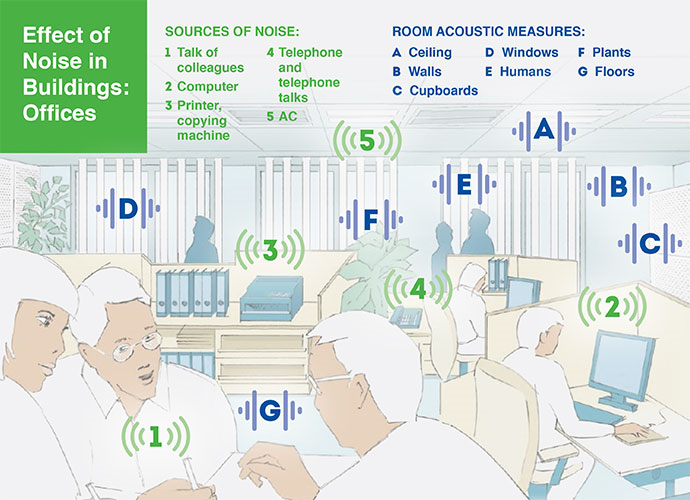 Effect of
Noise in
Buildings:
Offices
SOURCES OF NOISE:
1 Talk of
colleagues
2 Computer
3 Printer,
copying
machine
4 Telephone
and
telephone
talks
5 AC
ROOM ACOUSTIC MEASURES:
A Ceiling
B Walls
C Cupboards
D Windows
E Humans
F Plants
G Floors
5
A
D
E
B
F
3
C
4
2
G
1